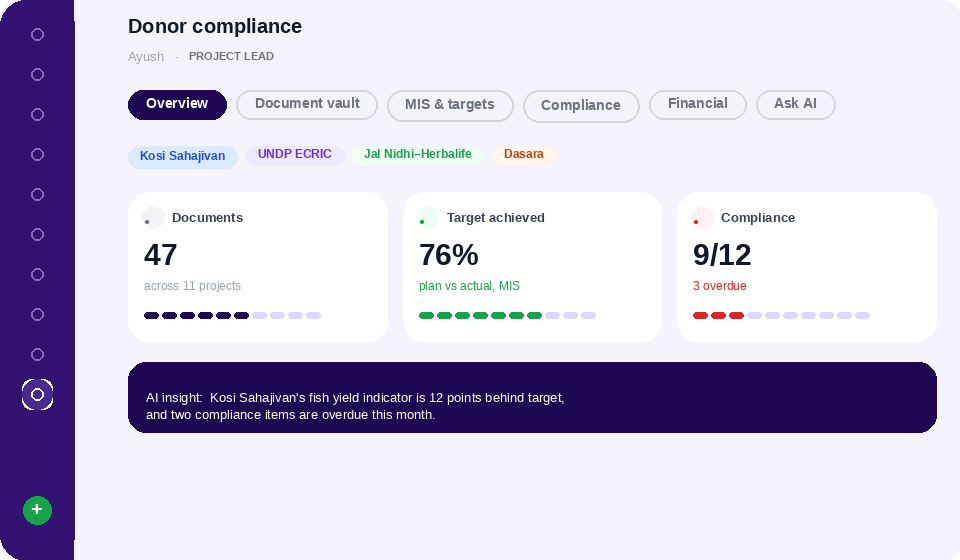 Donor compliance
Ayush · PROJECT LEAD
Overview Document vault MIS & targets Compliance Financial Ask AI
Kosi Sahajivan UNDP ECRIC Jal Nidhi–Herbalife Dasara
Documents Target achieved Compliance
47 76% 9/12
across 11 projects plan vs actual, MIS 3 overdue
AI insight: Kosi Sahajivan's fish yield indicator is 12 points behind target,
and two compliance items are overdue this month.
+